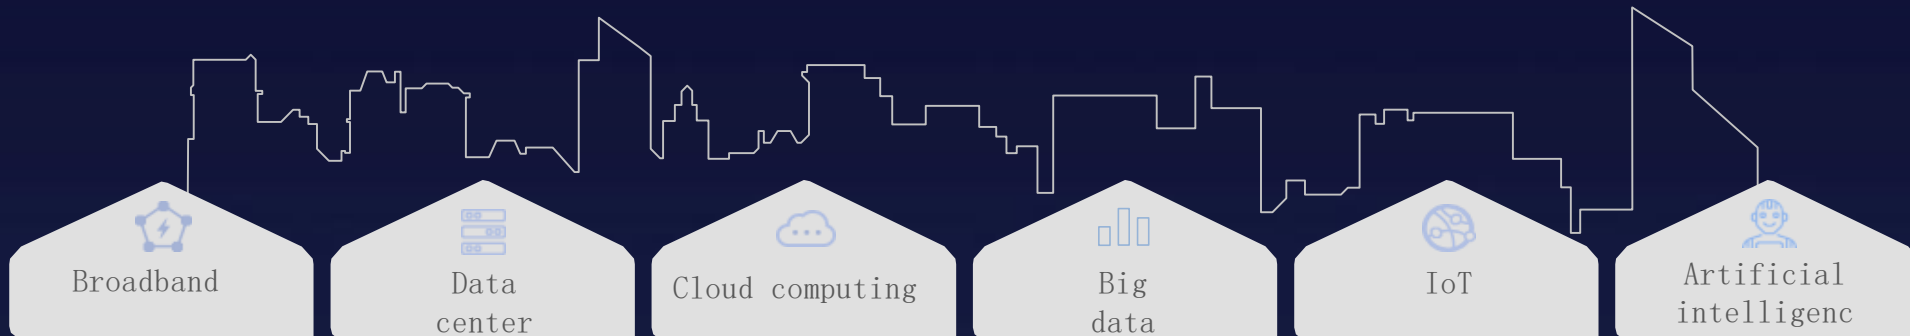 Broadband
Data
center
Cloud computing
Big
data
IoT
Artificial
intelligenc